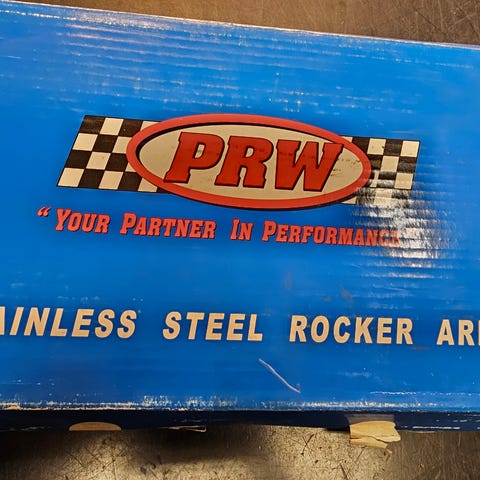 PRW
"YOUR PARTNER IN PERFORMANCE"
AINLESS STEEL ROCKER AR